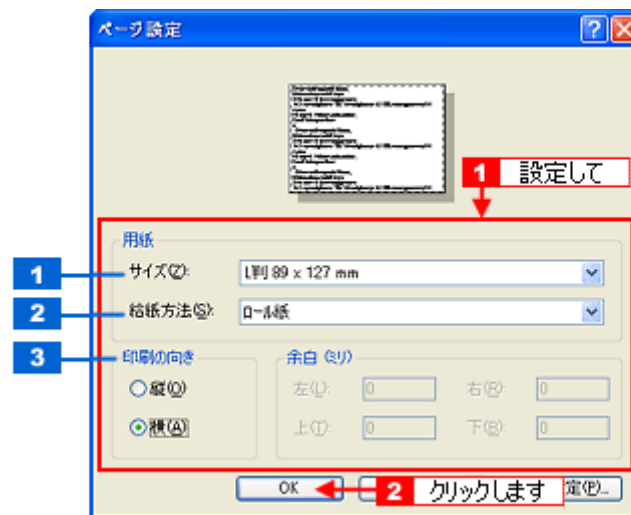 ページ設定
1 設定して
用紙
1 サイズ(Z): L判 89 x 127 mm
2 給紙方法(S): ロール紙
3 印刷の向き
縦(O)
横(A)
余白 (ミリ)
左(L): 0 右(R): 0
上(T): 0 下(B): 0
OK 2 クリックします 定(P)...